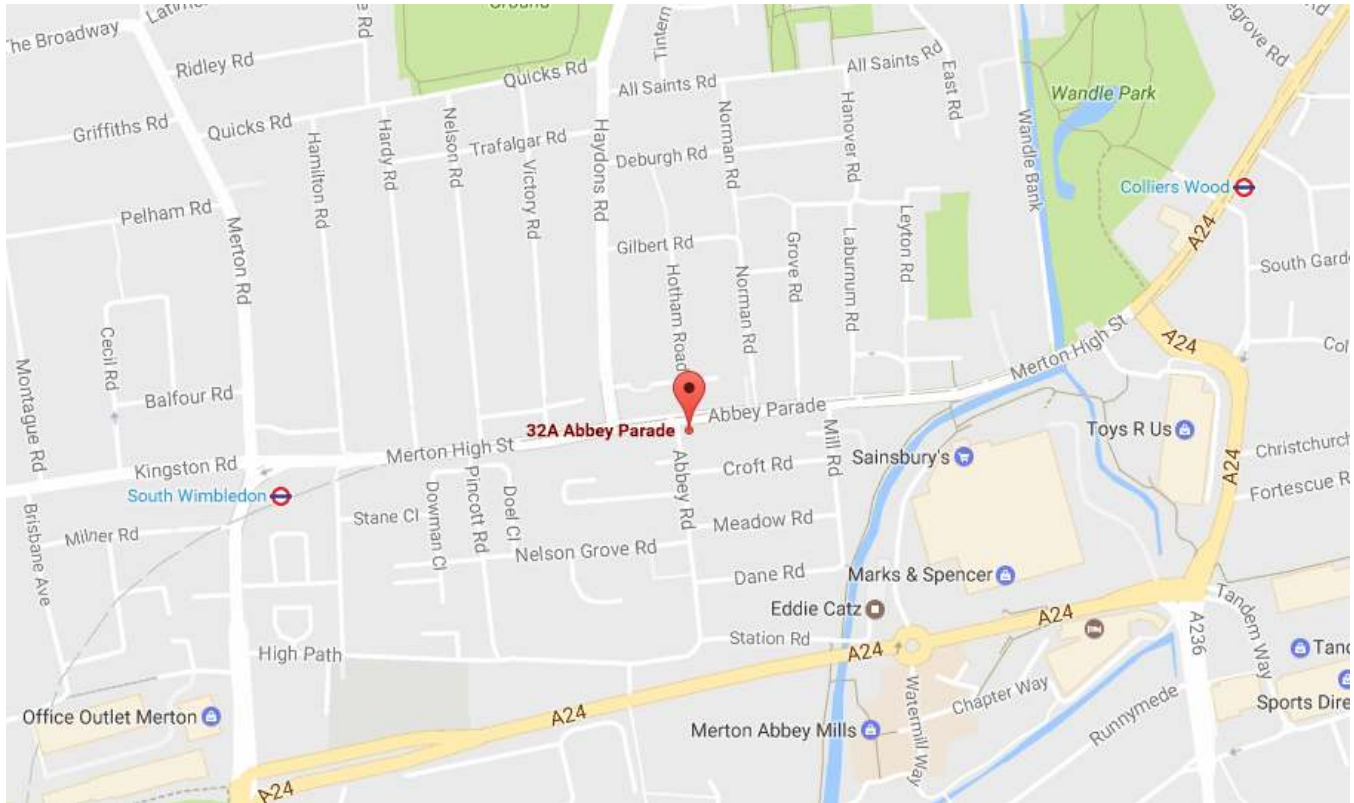 The Broadway
Ridley Rd
Griffiths Rd
Quicks Rd
Quicks Rd
Ground
All Saints Rd
All Saints Rd
East Rd
Wandle Park
Trafalgar Rd
Deburgh Rd
Hamilton Rd
Hardy Rd
Nelson Rd
Victory Rd
Haydons Rd
Norman Rd
Hanover Rd
Wandle Bank
Colliers Wood
Pelham Rd
Merton Rd
Gilbert Rd
Hotham Road
Norman Rd
Grove Rd
Laburnum Rd
Leyton Rd
A24
Merton High St
A24
Cecil Rd
Montague Rd
Balfour Rd
Abbey Parade
32A Abbey Parade
Merton High St
Kingston Rd
South Wimbledon
Mill Rd
Croft Rd
Abbey Rd
Sainsbury's
Toys R Us
A24
Christchurch
Brisbane Ave
Milner Rd
Stane Cl
Dowman Cl
Pincott Rd
Doel Cl
Nelson Grove Rd
Meadow Rd
Dane Rd
Marks & Spencer
Eddie Catz
Station Rd
A24
A24
A236
Tandem Way
High Path
Office Outlet Merton
A24
A24
Merton Abbey Mills
Watermill Way
Chapter Way
Runnymede